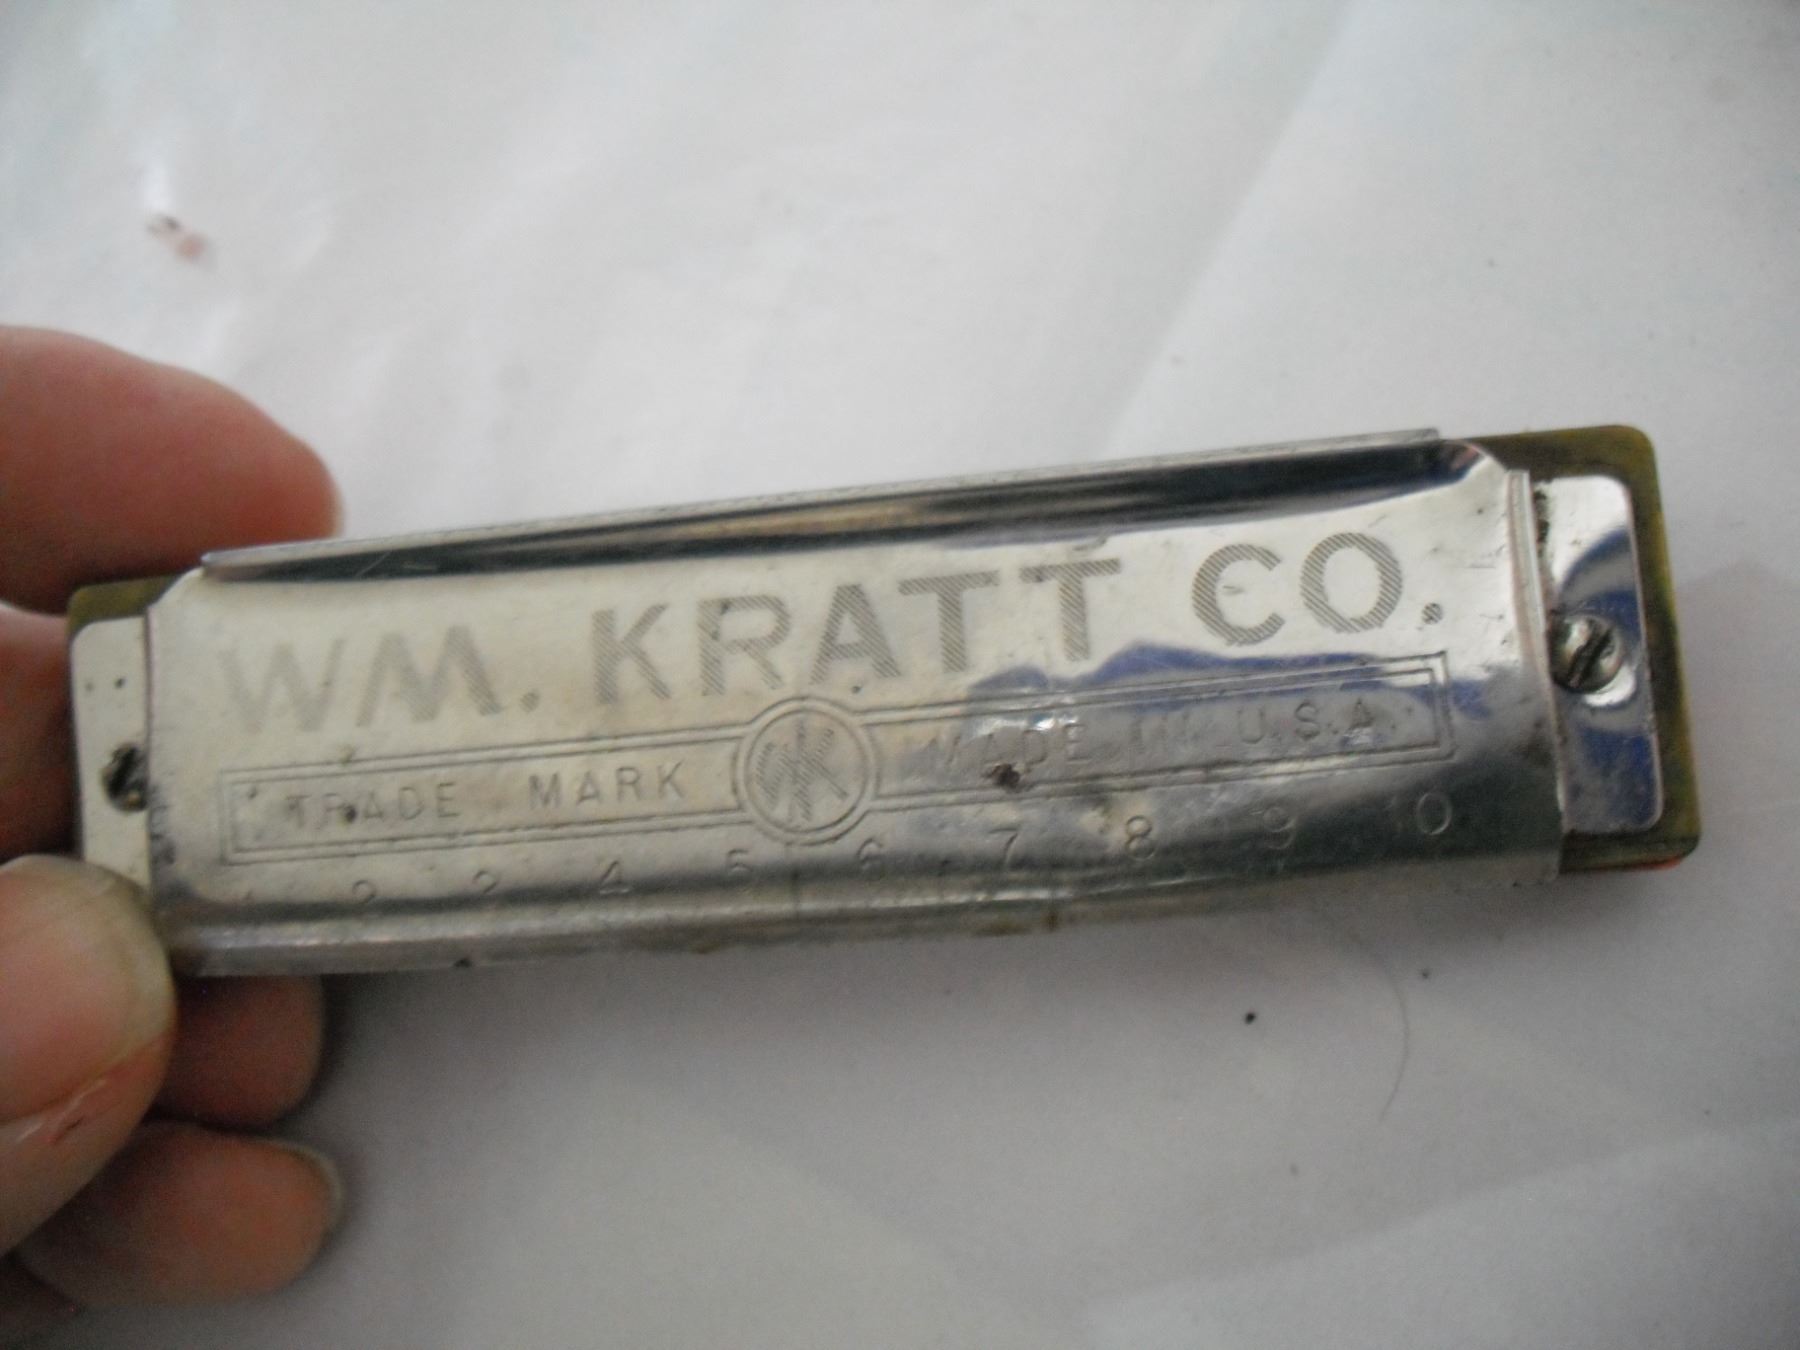 WM. KRATT CO.
TRADE MARK WK MADE IN U.S.A.
1 2 3 4 5 6 7 8 9 10